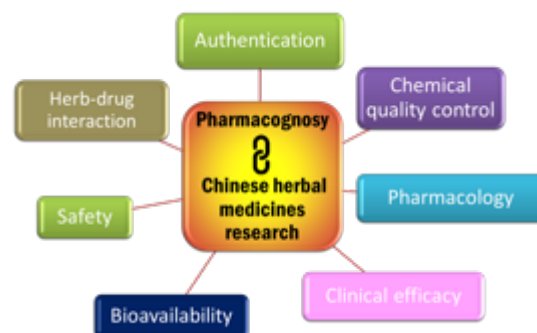 Authentication
Chemical
quality control
Pharmacology
Clinical efficacy
Bioavailability
Safety
Herb-drug
interaction
Pharmacognosy
Chinese herbal
medicines
research